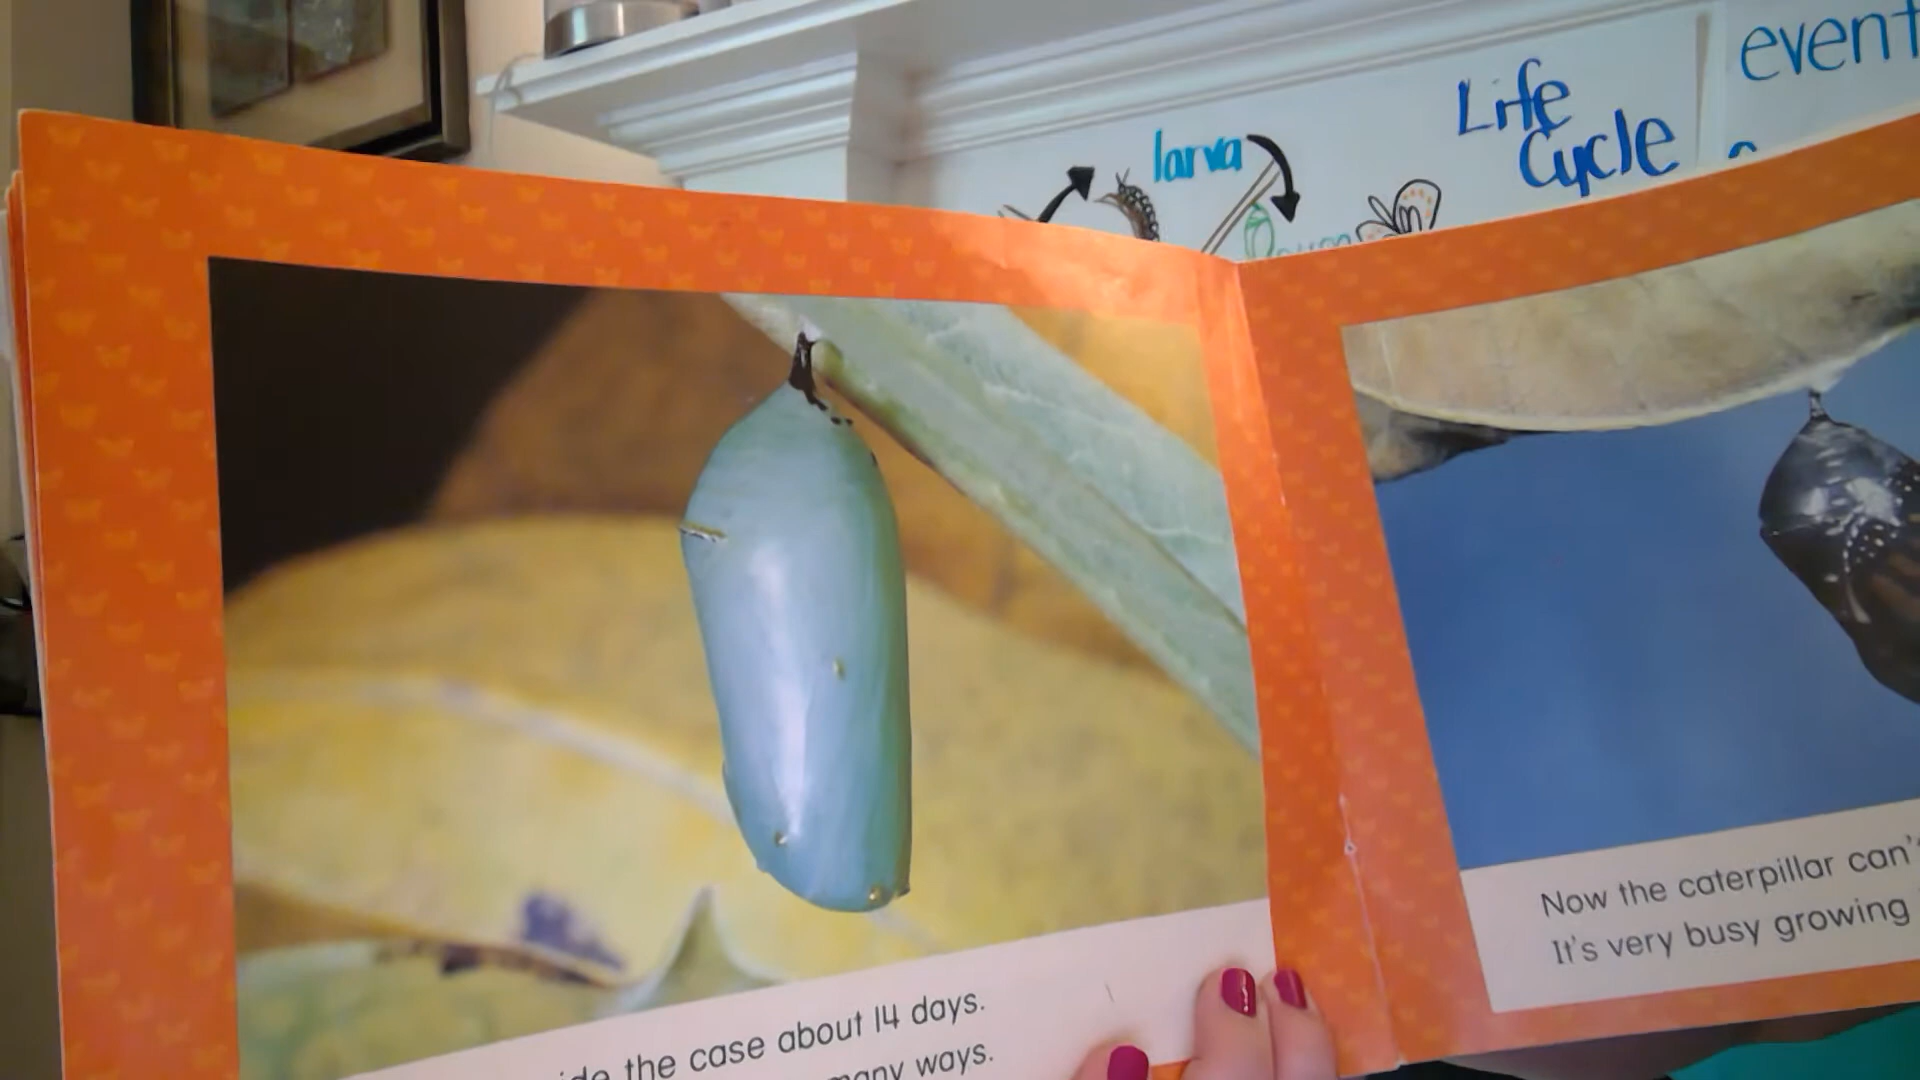 event
Life
Cycle
larva
the case about 14 days.
many ways.
Now the caterpillar can't
It's very busy growing